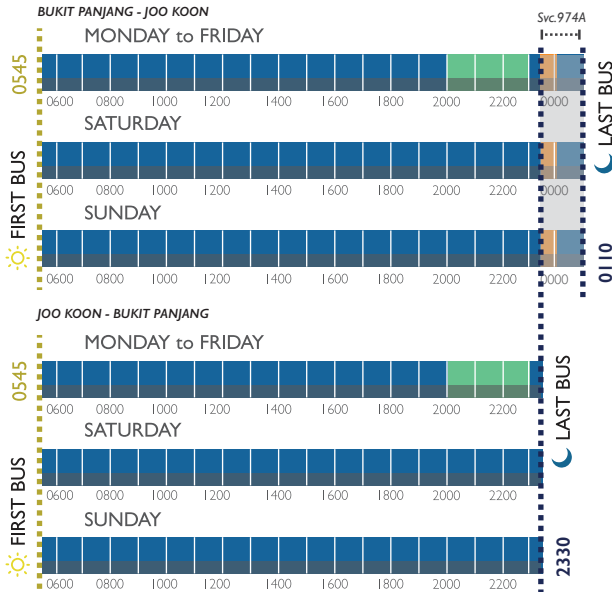 BUKIT PANJANG - JOO KOON
Svc.974A
MONDAY to FRIDAY
0545
0600 0800 1000 1200 1400 1600 1800 2000 2200 0000
SATURDAY
0600 0800 1000 1200 1400 1600 1800 2000 2200 0000
SUNDAY
0600 0800 1000 1200 1400 1600 1800 2000 2200 0000
FIRST BUS
LAST BUS
0110
JOO KOON - BUKIT PANJANG
MONDAY to FRIDAY
0545
0600 0800 1000 1200 1400 1600 1800 2000 2200
SATURDAY
0600 0800 1000 1200 1400 1600 1800 2000 2200
SUNDAY
0600 0800 1000 1200 1400 1600 1800 2000 2200
FIRST BUS
LAST BUS
2330